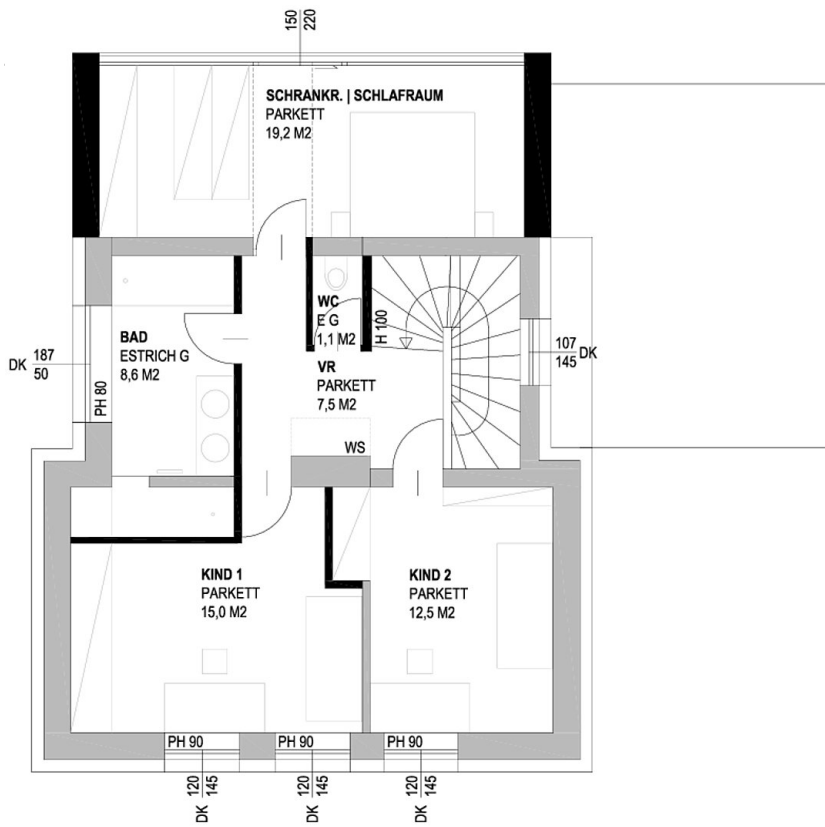 150
220
SCHRANKR. | SCHLAFRAUM
PARKETT
19,2 M2
WC
E G
1,1 M2
H 100
BAD
ESTRICH G
8,6 M2
DK 187
50
PH 80
VR
PARKETT
7,5 M2
107 DK
145
WS
KIND 1
PARKETT
15,0 M2
KIND 2
PARKETT
12,5 M2
PH 90
PH 90
PH 90
DK 120
145
DK 120
145
DK 120
145